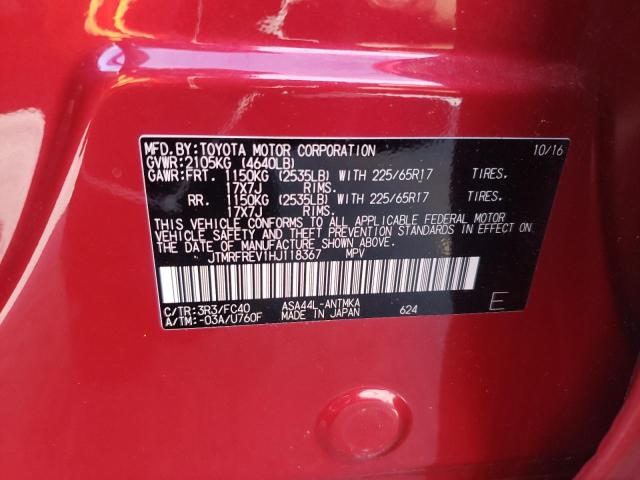 MFD.BY:TOYOTA MOTOR CORPORATION 10/16
GVWR:2105KG (4640LB)
GAWR:FRT. 1150KG (2535LB) WITH 225/65R17 TIRES.
17X7J RIMS.
RR. 1150KG (2535LB) WITH 225/65R17 TIRES.
17X7J RIMS.
THIS VEHICLE CONFORMS TO ALL APPLICABLE FEDERAL MOTOR
VEHICLE SAFETY AND THEFT PREVENTION STANDARDS IN EFFECT ON
THE DATE OF MANUFACTURE SHOWN ABOVE.
JTMRFREV1HJ118367 MPV
C/TR:3R3/FC40 ASA44L-ANTMKA 624 E
A/TM:-03A/U760F MADE IN JAPAN